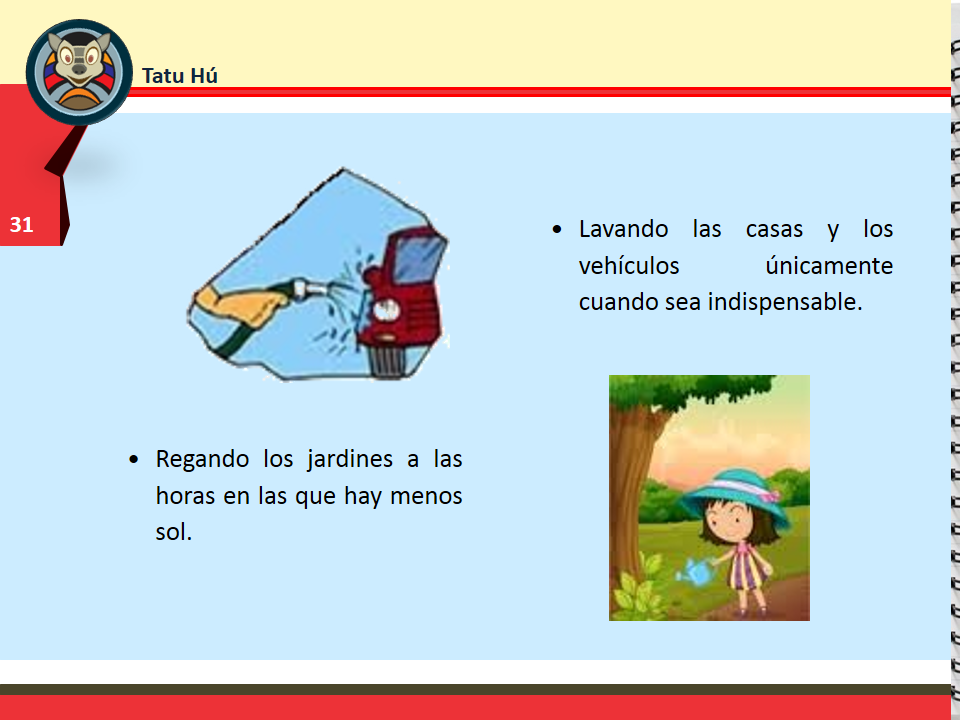 Tatu Hú
31
• Lavando las casas y los
vehículos únicamente
cuando sea indispensable.
• Regando los jardines a las
horas en las que hay menos
sol.